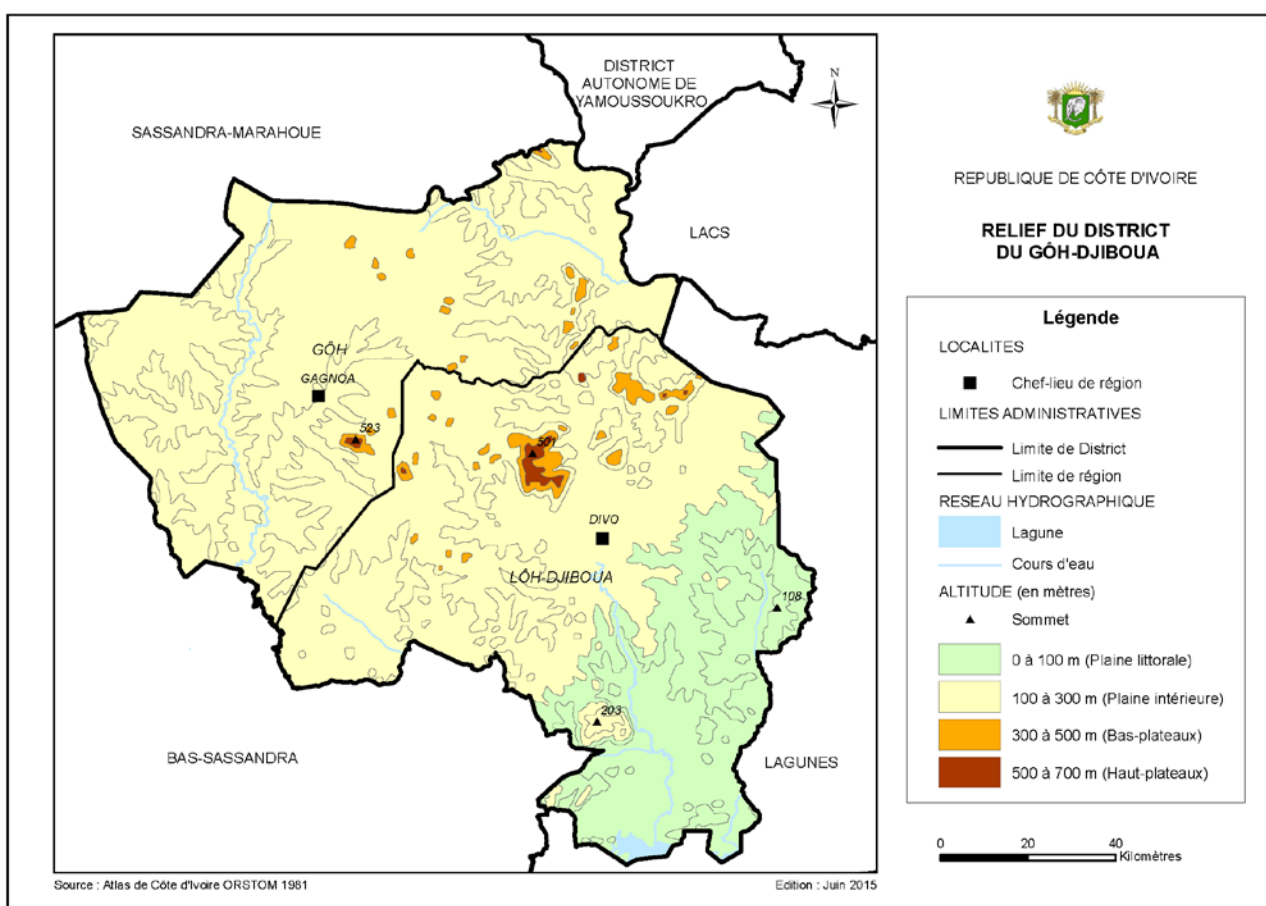 DISTRICT
AUTONOME DE
YAMOUSSOUKRO
N
SASSANDRA-MARAHOUE
LACS
GÔH
GAGNOA
523
501
DIVO
LÔH-DJIBOUA
108
203
BAS-SASSANDRA
LAGUNES
Source : Atlas de Côte d'Ivoire ORSTOM 1981
Edition : Juin 2015
REPUBLIQUE DE CÔTE D'IVOIRE
RELIEF DU DISTRICT
DU GÔH-DJIBOUA
Légende
LOCALITES
Chef-lieu de région
LIMITES ADMINISTRATIVES
Limite de District
Limite de région
RESEAU HYDROGRAPHIQUE
Lagune
Cours d'eau
ALTITUDE (en mètres)
Sommet
0 à 100 m (Plaine littorale)
100 à 300 m (Plaine intérieure)
300 à 500 m (Bas-plateaux)
500 à 700 m (Haut-plateaux)
0 20 40
Kilomètres